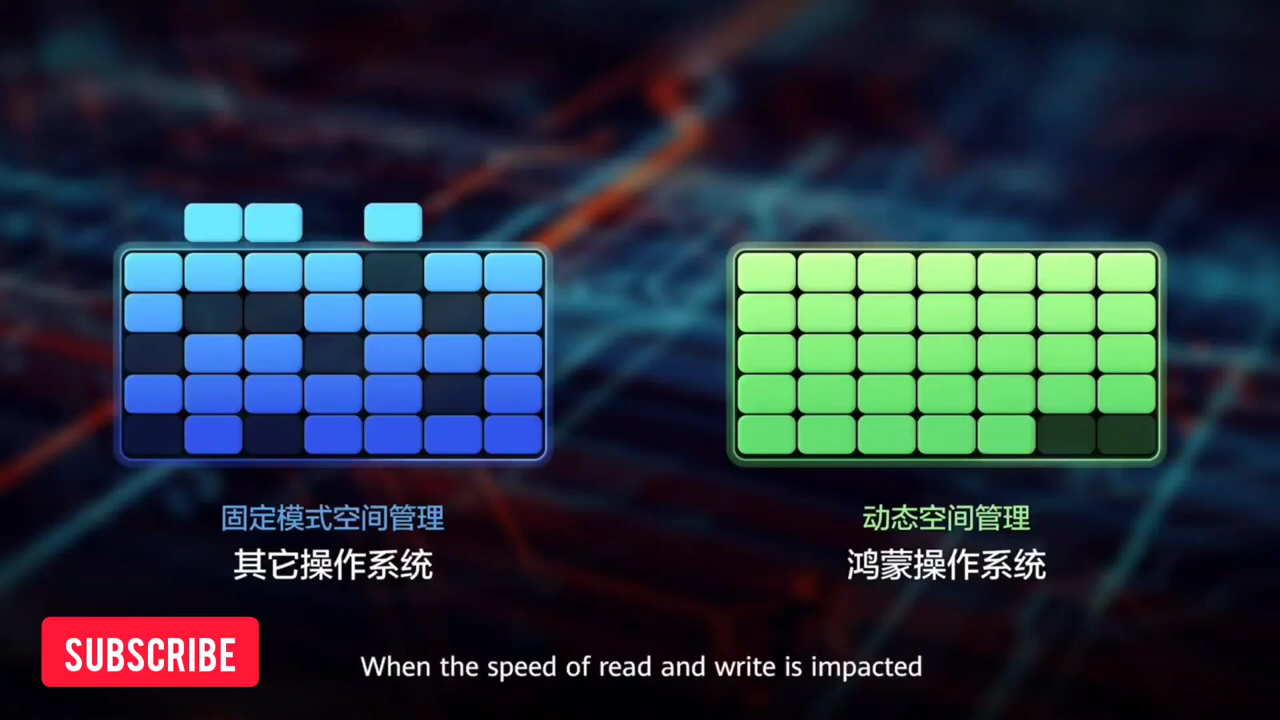 固定模式空间管理
其它操作系统
动态空间管理
鸿蒙操作系统
SUBSCRIBE
When the speed of read and write is impacted